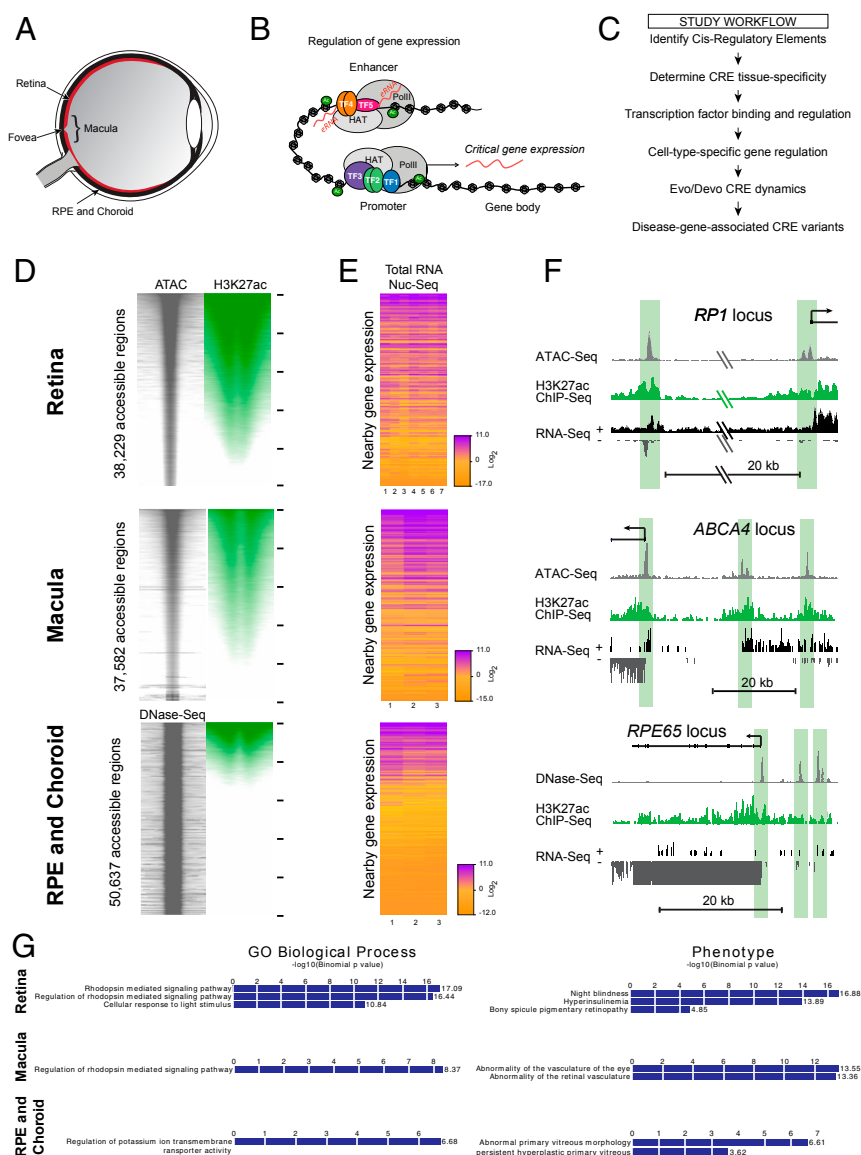 A
Retina
Fovea
Macula
RPE and Choroid
B
Regulation of gene expression
Enhancer
PolII
TF4
TF5
eRNA
eRNA
HAT
Ac
Ac
HAT
PolII
Critical gene expression
TF3
TF2
TF1
Ac
Ac
Promoter
Gene body
C
STUDY WORKFLOW
Identify Cis-Regulatory Elements
Determine CRE tissue-specificity
Transcription factor binding and regulation
Cell-type-specific gene regulation
Evo/Devo CRE dynamics
Disease-gene-associated CRE variants
D
ATAC
H3K27ac
Retina
38,229 accessible regions
Macula
37,582 accessible regions
DNase-Seq
RPE and Choroid
50,637 accessible regions
E
Total RNA
Nuc-Seq
Nearby gene expression
11.0
0
-17.0
Log2
1 2 3 4 5 6 7
Nearby gene expression
11.0
0
-15.0
Log2
1 2 3
Nearby gene expression
11.0
0
-12.0
Log2
1 2 3
F
RP1 locus
ATAC-Seq
H3K27ac
ChIP-Seq
RNA-Seq + -
20 kb
ABCA4 locus
ATAC-Seq
H3K27ac
ChIP-Seq
RNA-Seq + -
20 kb
RPE65 locus
DNase-Seq
H3K27ac
ChIP-Seq
RNA-Seq + -
20 kb
G
GO Biological Process
-log10(Binomial p value)
Retina
0 2 4 6 8 10 12 14 16
Rhodopsin mediated signaling pathway 17.09
Regulation of rhodopsin mediated signaling pathway 16.44
Cellular response to light stimulus 10.84
Macula
0 1 2 3 4 5 6 7 8
Regulation of rhodopsin mediated signaling pathway 8.37
RPE and
Choroid
0 1 2 3 4 5 6
Regulation of potassium ion transmembrane 6.68
ransporter activity
Phenotype
-log10(Binomial p value)
0 2 4 6 8 10 12 14 16
Night blindness 16.88
Hyperinsulinemia 13.89
Bony spicule pigmentary retinopathy 4.85
0 2 4 6 8 10 12
Abnormality of the vasculature of the eye 13.55
Abnormality of the retinal vasculature 13.36
0 1 2 3 4 5 6 7
Abnormal primary vitreous morphology 6.61
persistent hyperplastic primary vitreous 3.62